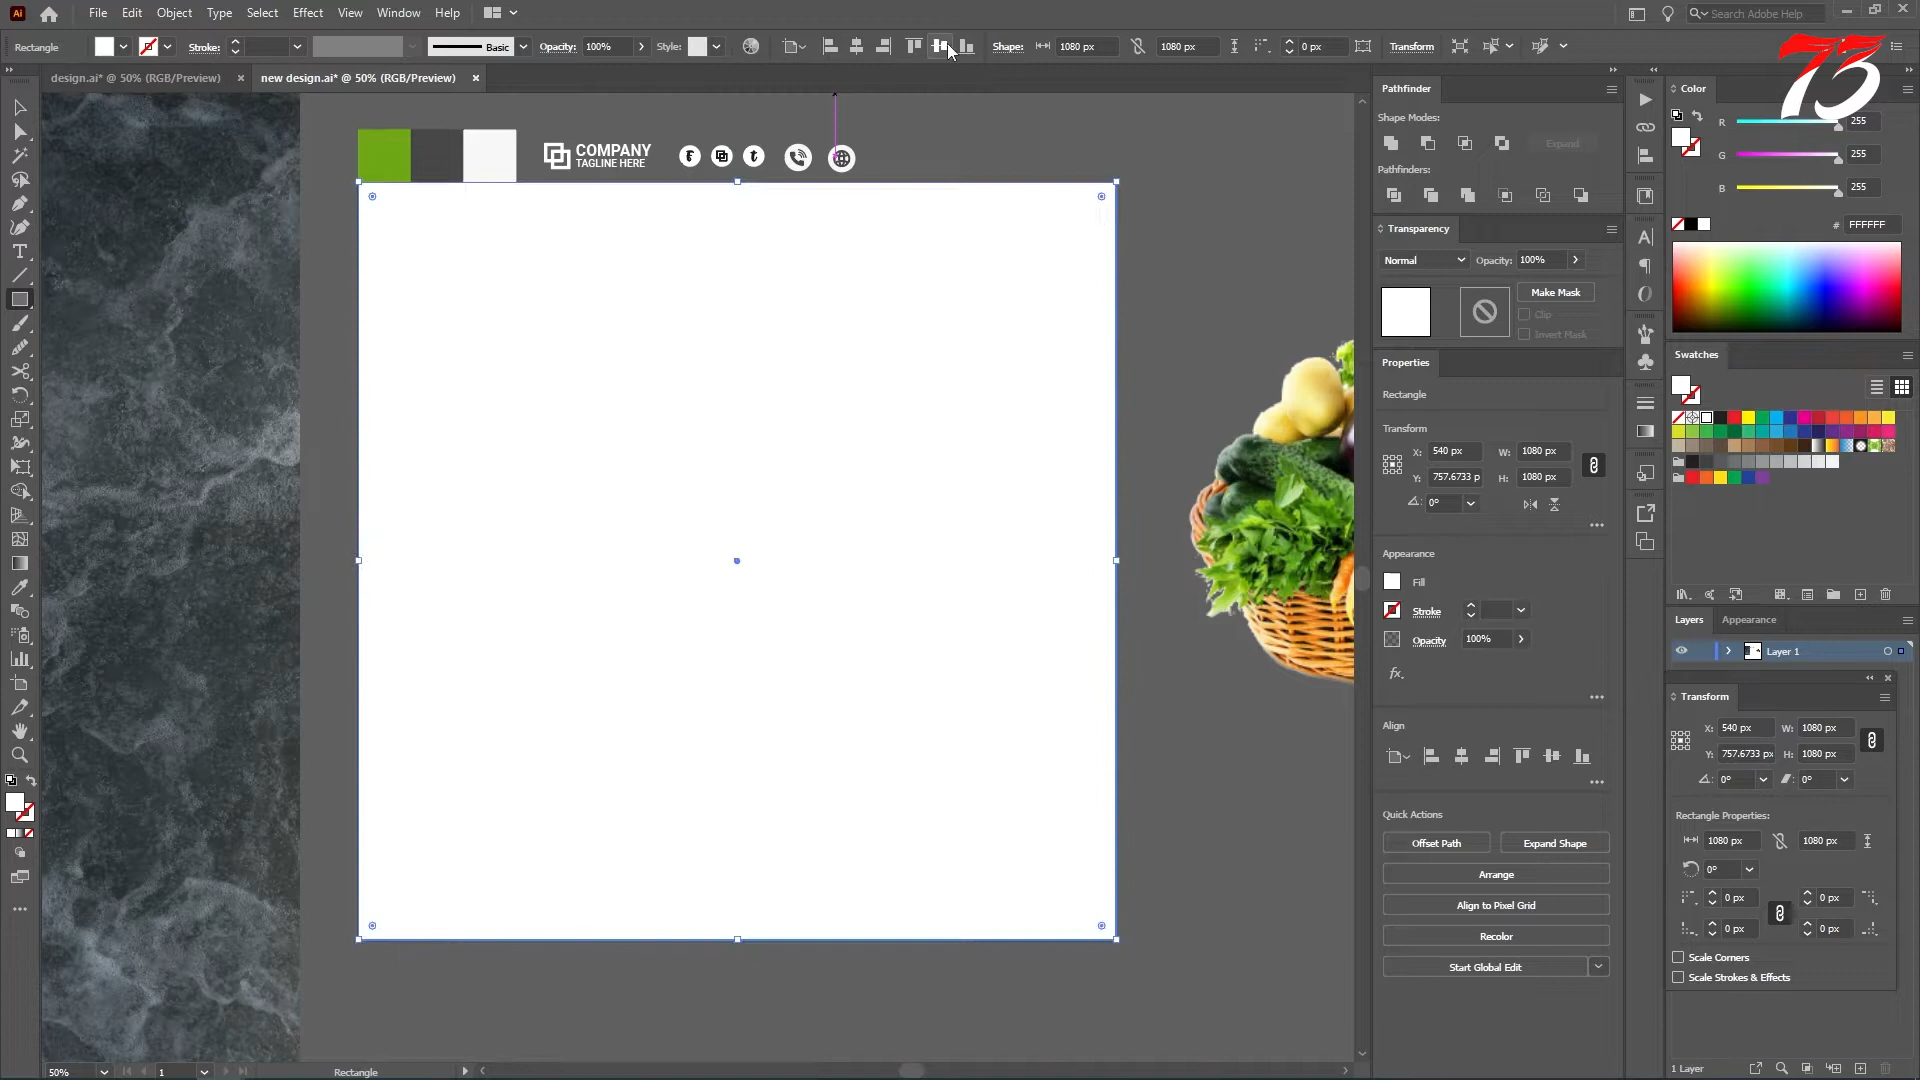 Ai File Edit Object Type Select Effect View Window Help Search Adobe Help
Rectangle Stroke: Basic Opacity: 100% Style: Shape: 1080 px 1080 px 0 px Transform
73
design.ai* @ 50% (RGB/Preview) × new design.ai* @ 50% (RGB/Preview) ×
COMPANY
TAGLINE HERE
Pathfinder
Shape Modes:
Expand
Pathfinders:
Transparency
Normal Opacity: 100%
Make Mask
Clip
Invert Mask
Properties
Rectangle
Transform
X: 540 px W: 1080 px
Y: 757.6733 p H: 1080 px
0°
Appearance
Fill
Stroke
Opacity 100%
fx.
Align
Quick Actions
Offset Path Expand Shape
Arrange
Align to Pixel Grid
Recolor
Start Global Edit
Color
R 255
G 255
B 255
# FFFFFF
Swatches
Layers Appearance
Layer 1
Transform
X: 540 px W: 1080 px
Y: 757.6733 px H: 1080 px
0° 0°
Rectangle Properties:
1080 px 1080 px
0°
0 px 0 px
0 px 0 px
Scale Corners
Scale Strokes & Effects
1 Layer
50% 1 Rectangle